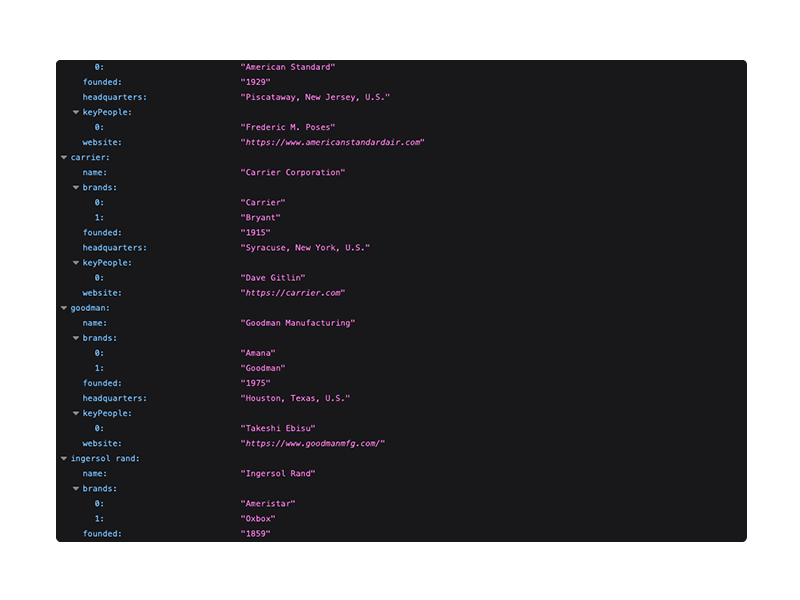 0: "American Standard"
founded: "1929"
headquarters: "Piscataway, New Jersey, U.S."
keyPeople:
0: "Frederic M. Poses"
website: "https://www.americanstandardair.com"
carrier:
name: "Carrier Corporation"
brands:
0: "Carrier"
1: "Bryant"
founded: "1915"
headquarters: "Syracuse, New York, U.S."
keyPeople:
0: "Dave Gitlin"
website: "https://carrier.com"
goodman:
name: "Goodman Manufacturing"
brands:
0: "Amana"
1: "Goodman"
founded: "1975"
headquarters: "Houston, Texas, U.S."
keyPeople:
0: "Takeshi Ebisu"
website: "https://www.goodmanmfg.com/"
ingersol rand:
name: "Ingersol Rand"
brands:
0: "Ameristar"
1: "Oxbox"
founded: "1859"